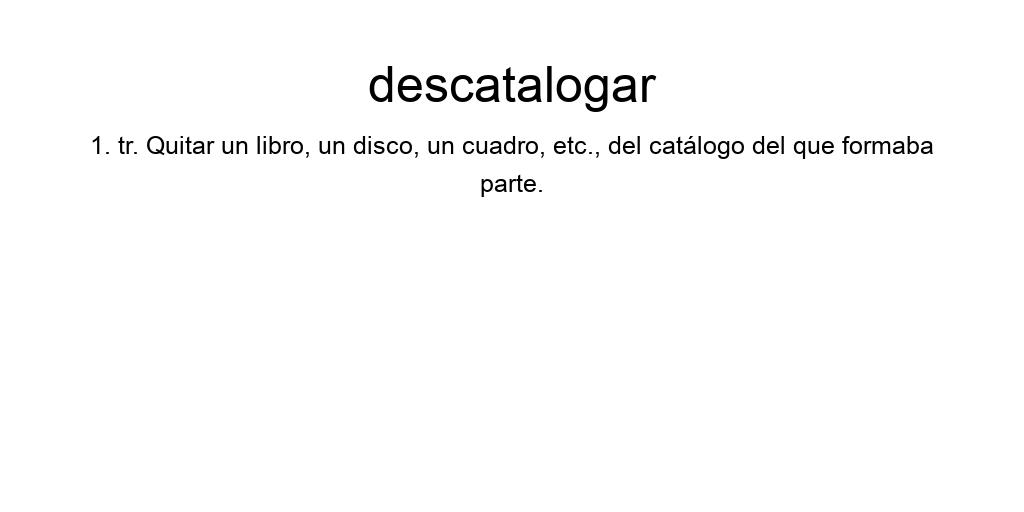 descatalogar
1. tr. Quitar un libro, un disco, un cuadro, etc., del catálogo del que formaba
parte.